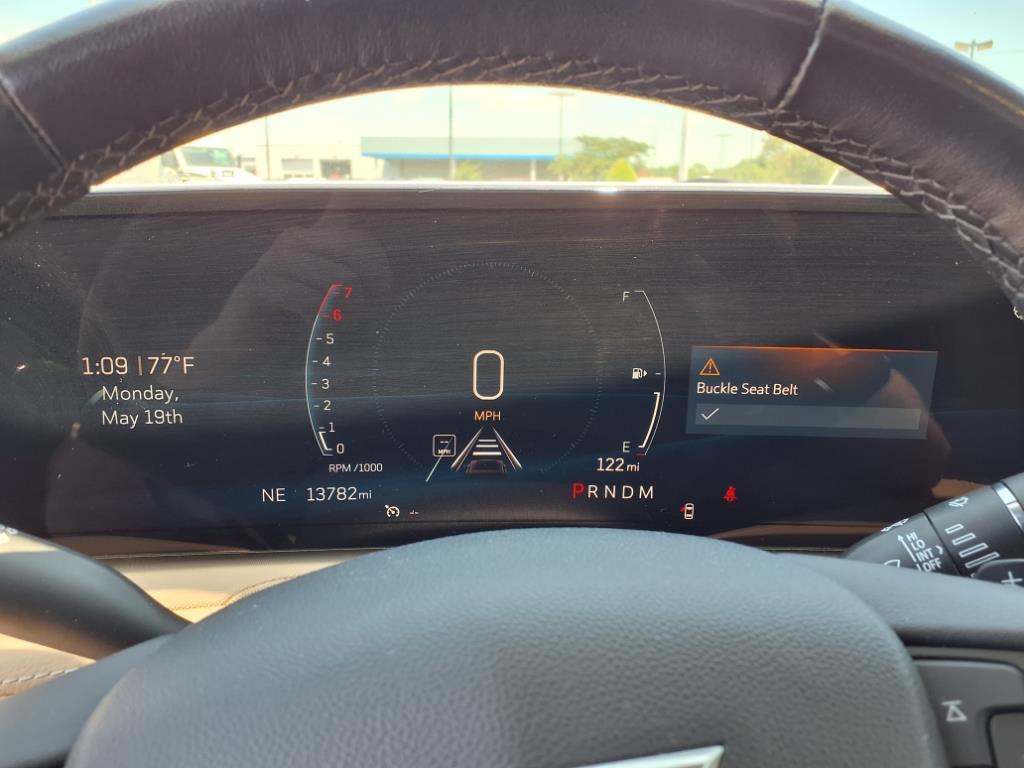 1:09 | 77°F
Monday,
May 19th
7
6
5
4
3
2
1
0
RPM /1000
0
MPH
--
MPH
F
E
122 mi
NE 13782 mi
--
PRNDM
Buckle Seat Belt
HI
LO
INT
OFF